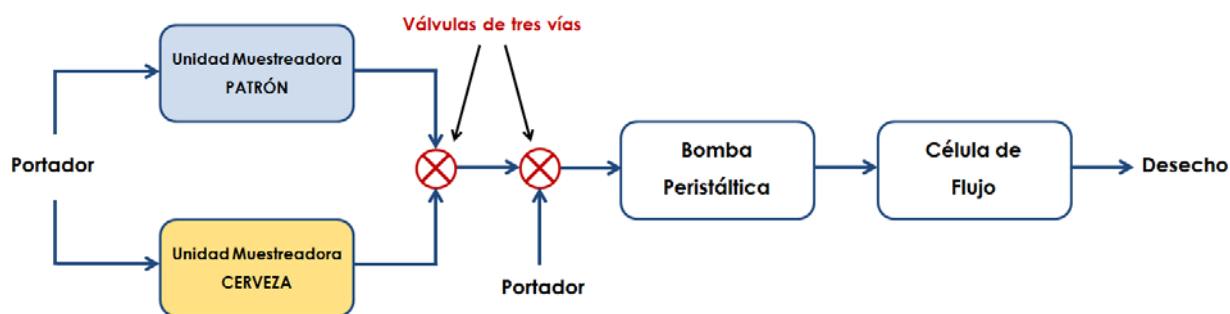 Válvulas de tres vías
Unidad Muestreadora
PATRÓN
Portador
Bomba
Peristáltica
Célula de
Flujo
Desecho
Unidad Muestreadora
CERVEZA
Portador